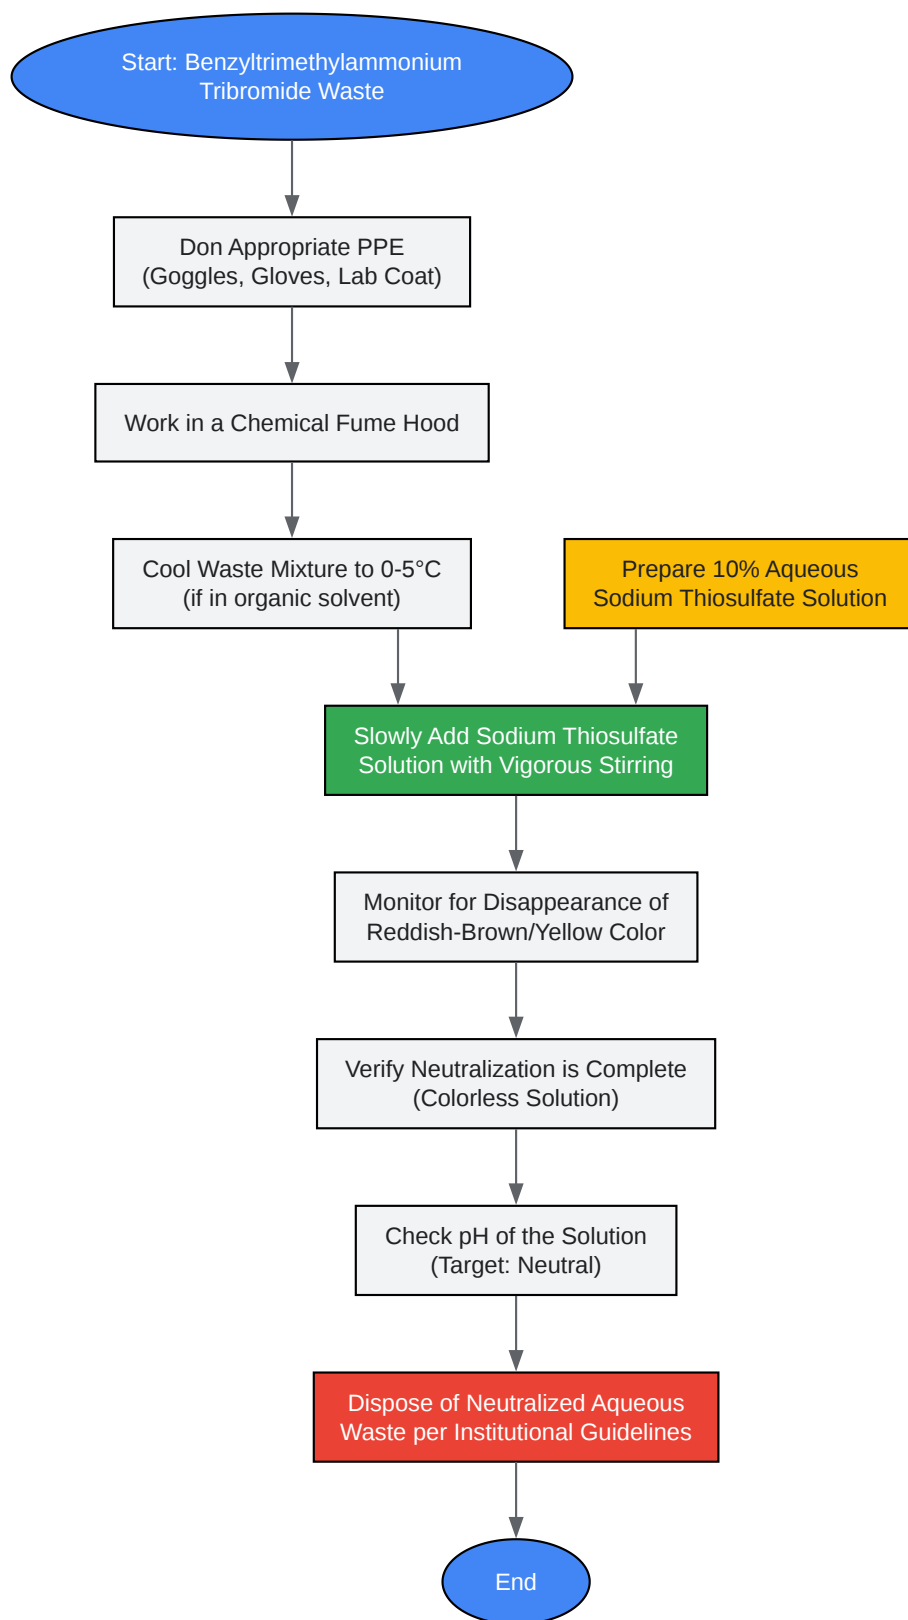 Start: Benzyltrimethylammonium
Tribromide Waste
Don Appropriate PPE
(Goggles, Gloves, Lab Coat)
Work in a Chemical Fume Hood
Cool Waste Mixture to 0-5°C
(if in organic solvent)
Prepare 10% Aqueous
Sodium Thiosulfate Solution
Slowly Add Sodium Thiosulfate
Solution with Vigorous Stirring
Monitor for Disappearance of
Reddish-Brown/Yellow Color
Verify Neutralization is Complete
(Colorless Solution)
Check pH of the Solution
(Target: Neutral)
Dispose of Neutralized Aqueous
Waste per Institutional Guidelines
End